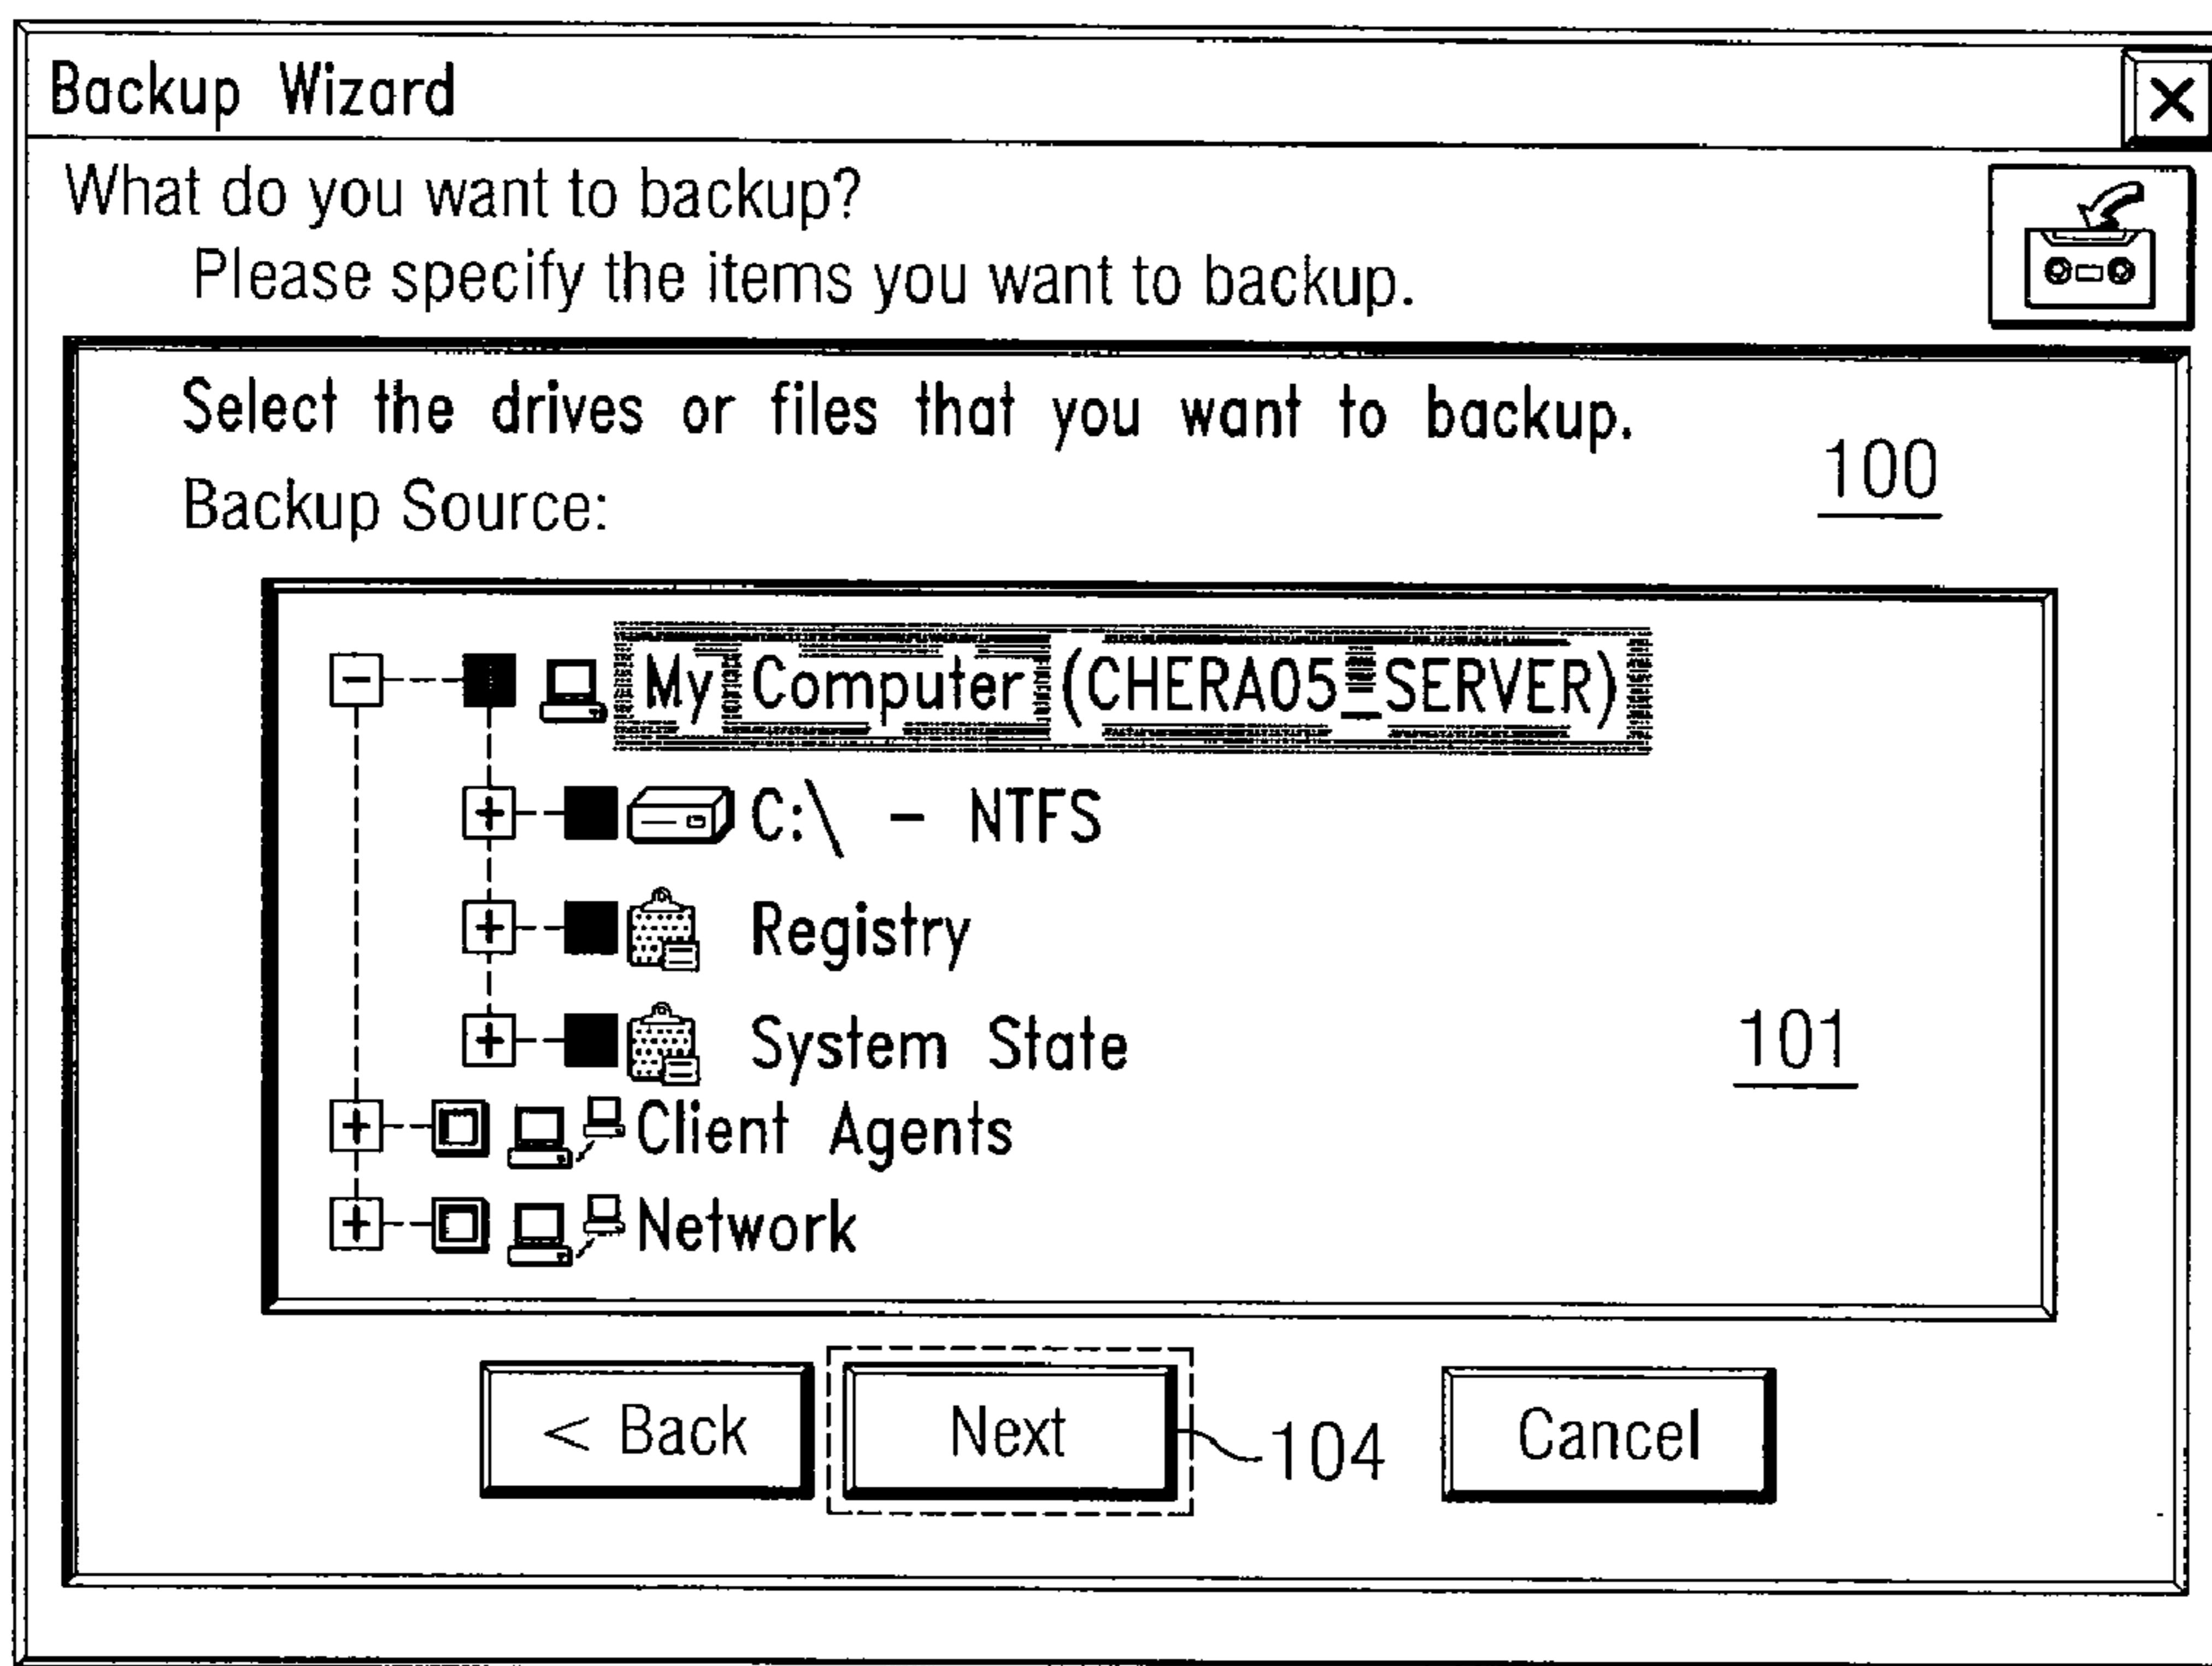 Backup Wizard
What do you want to backup?
Please specify the items you want to backup.
Select the drives or files that you want to backup.
100
Backup Source:
My Computer (CHERA05_SERVER)
C:\ - NTFS
Registry
System State
101
Client Agents
Network
< Back Next 104 Cancel